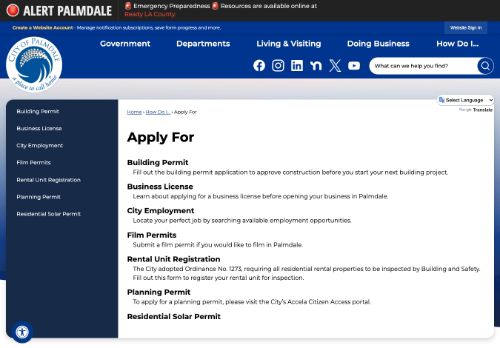 ALERT PALMDALE
🚨 Emergency Preparedness 🚨 Resources are available online at
Ready LA County.
Create a Website Account - Manage notification subscriptions, save form progress and more.
Website Sign In
CITY OF PALMDALE
a place to call home
Government
Departments
Living & Visiting
Doing Business
How Do I...
What can we help you find?
Select Language
Google Translate
Building Permit
Business License
City Employment
Film Permits
Rental Unit Registration
Planning Permit
Residential Solar Permit
Home › How Do I... › Apply For
Apply For
Building Permit
Fill out the building permit application to approve construction before you start your next building project.
Business License
Learn about applying for a business license before opening your business in Palmdale.
City Employment
Locate your perfect job by searching available employment opportunities.
Film Permits
Submit a film permit if you would like to film in Palmdale.
Rental Unit Registration
The City adopted Ordinance No. 1273, requiring all residential rental properties to be inspected by Building and Safety.
Fill out this form to register your rental unit for inspection.
Planning Permit
To apply for a planning permit, please visit the City's Accela Citizen Access portal.
Residential Solar Permit